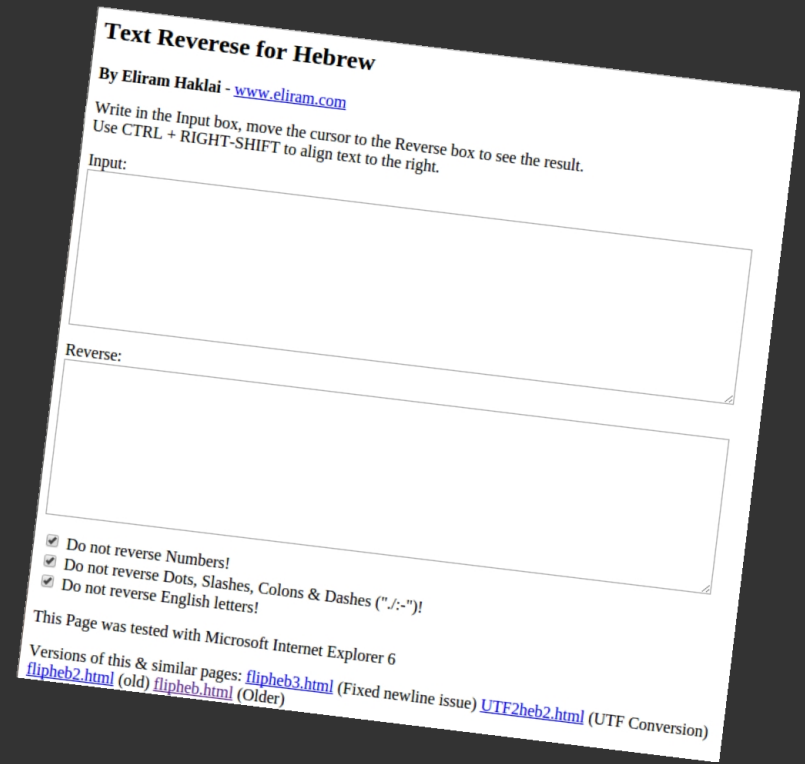 Text Reverese for Hebrew
By Eliram Haklai - www.eliram.com
Write in the Input box, move the cursor to the Reverse box to see the result.
Use CTRL + RIGHT-SHIFT to align text to the right.
Input:
Reverse:
Do not reverse Numbers!
Do not reverse Dots, Slashes, Colons & Dashes ("./:-")!
Do not reverse English letters!
This Page was tested with Microsoft Internet Explorer 6
Versions of this & similar pages: flipheb3.html (Fixed newline issue) UTF2heb2.html (UTF Conversion)
flipheb2.html (old) flipheb.html (Older)